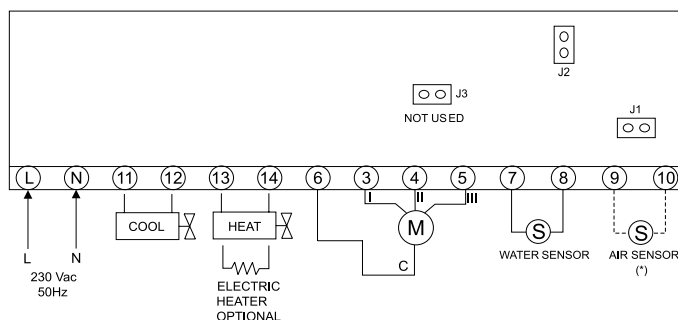 J2
J3
NOT USED
J1
L N 11 12 13 14 6 3 4 5 7 8 9 10
I II III
COOL HEAT M S S
L N
WATER SENSOR AIR SENSOR
(*)
230 Vac
50Hz
C
ELECTRIC
HEATER
OPTIONAL